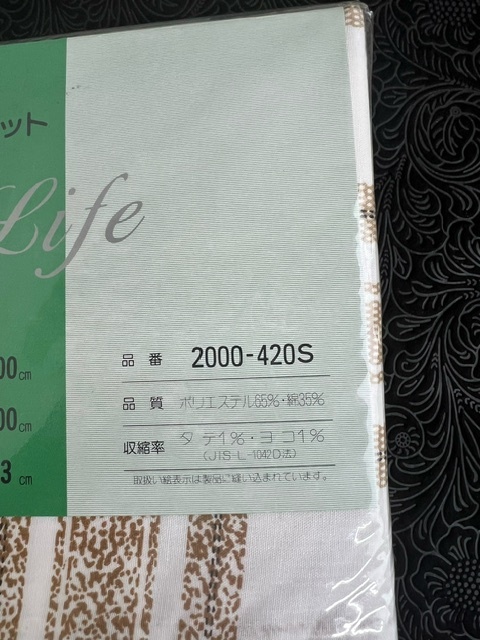 ット
Life
品番 2000-420S
00cm
品質 ポリエステル65%・綿35%
00cm
収縮率 タテ1%・ヨコ1%
(JIS-L-1042D法)
3 cm
取扱い絵表示は製品に縫い込まれています。